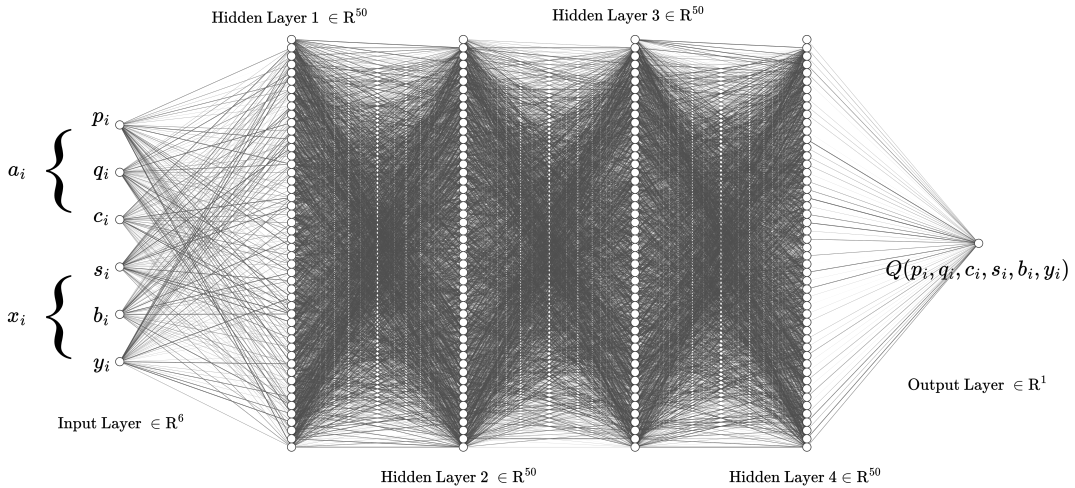 Hidden Layer 1 ∈ R^50
Hidden Layer 3 ∈ R^50
p_i
a_i {
q_i
c_i
s_i
x_i {
b_i
y_i
Q(p_i, q_i, c_i, s_i, b_i, y_i)
Output Layer ∈ R^1
Input Layer ∈ R^6
Hidden Layer 2 ∈ R^50
Hidden Layer 4 ∈ R^50